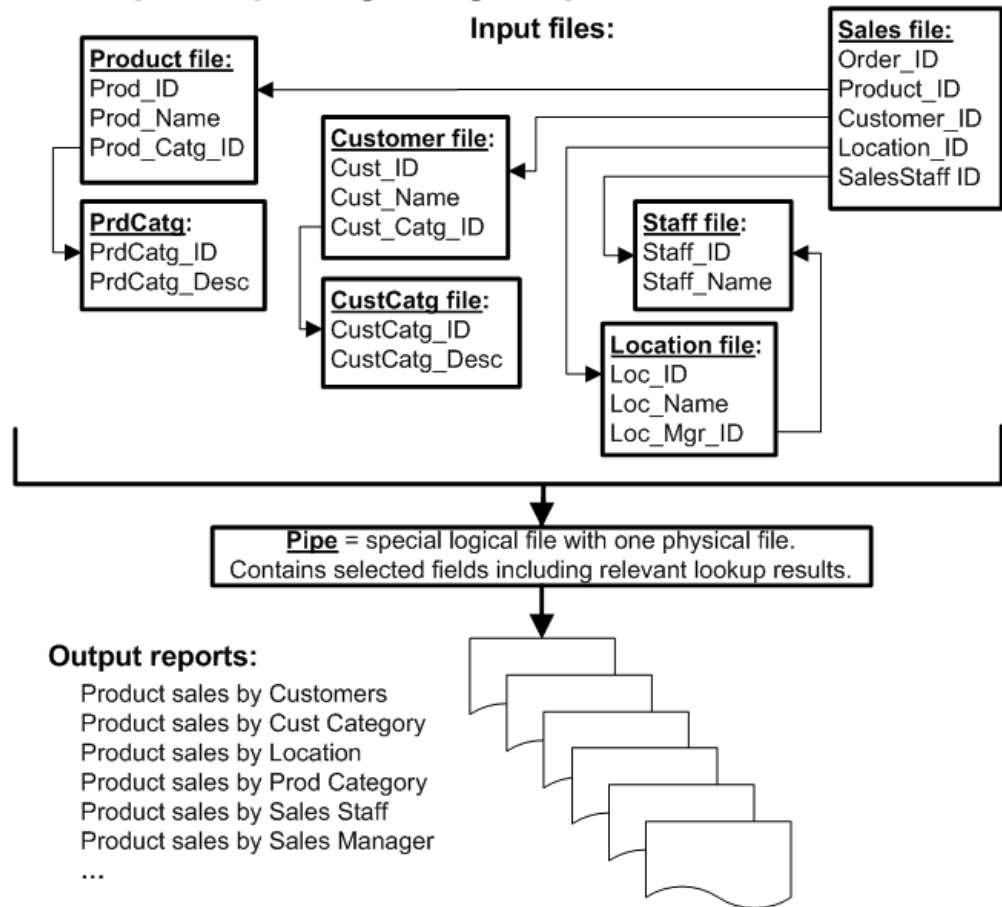 Input files:
Product file:
Prod_ID
Prod_Name
Prod_Catg_ID
PrdCatg:
PrdCatg_ID
PrdCatg_Desc
Customer file:
Cust_ID
Cust_Name
Cust_Catg_ID
CustCatg file:
CustCatg_ID
CustCatg_Desc
Sales file:
Order_ID
Product_ID
Customer_ID
Location_ID
SalesStaff ID
Staff file:
Staff_ID
Staff_Name
Location file:
Loc_ID
Loc_Name
Loc_Mgr_ID
Pipe = special logical file with one physical file.
Contains selected fields including relevant lookup results.
Output reports:
Product sales by Customers
Product sales by Cust Category
Product sales by Location
Product sales by Prod Category
Product sales by Sales Staff
Product sales by Sales Manager
...